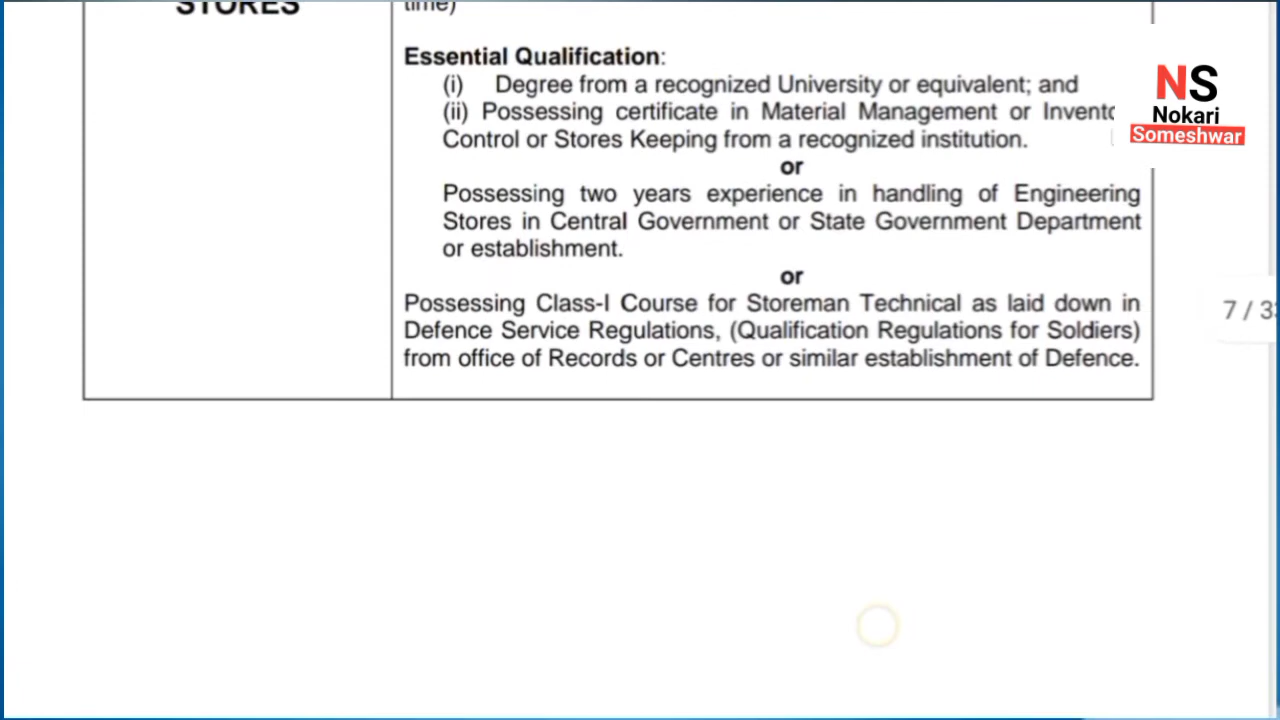 STORES
time)
Essential Qualification:
(i) Degree from a recognized University or equivalent; and
(ii) Possessing certificate in Material Management or
Control or Stores Keeping from a recognized institution.
or
Possessing two years experience in handling of Engineering
Stores in Central Government or State Government Department
or establishment.
or
Possessing Class-I Course for Storeman Technical as laid down in
Defence Service Regulations, (Qualification Regulations for Soldiers)
from office of Records or Centres or similar establishment of Defence.
NS
Nokari
Someshwar
7 / 3